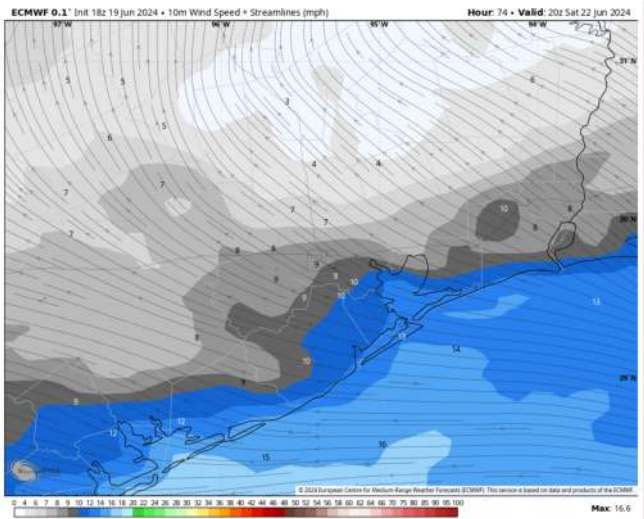 ECMWF 0.1° Init 18z 19 Jun 2024 • 10m Wind Speed + Streamlines (mph) Hour: 74 • Valid: 20z Sat 22 Jun 2024
97°W 96°W 95°W 94°W
31°N
5 5 3 6
5
6
4 4
7 7
7 7 10 8
30°N
7 8
8 8
9
9 9 10
9 10
13
8 13
14
10
29°N
9
9
12
12
16
15
© 2024 European Centre for Medium-Range Weather Forecasts (ECMWF). This service is based on data and products of the ECMWF.
0 4 6 8 9 10 12 14 16 18 20 22 24 26 28 30 32 34 36 38 40 42 44 46 48 50 52 54 56 58 60 62 64 66 68 70 75 80 85 90 95 100
Max: 16.6